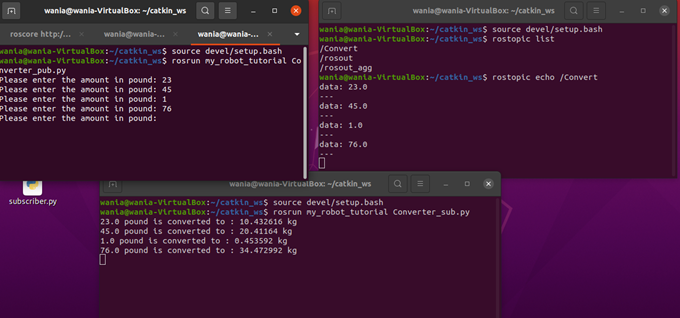 wania@wania-VirtualBox: ~/catkin_ws
roscore http:/...
wania@wania-...
wania@wania-...
wania@wania-VirtualBox:~/catkin_ws$ source devel/setup.bash
wania@wania-VirtualBox:~/catkin_ws$ rosrun my_robot_tutorial Co
nverter_pub.py
Please enter the amount in pound: 23
Please enter the amount in pound: 45
Please enter the amount in pound: 1
Please enter the amount in pound: 76
Please enter the amount in pound:
wania@wania-VirtualBox: ~/catkin_ws
wania@wania-VirtualBox:~/catkin_ws$ source devel/setup.bash
wania@wania-VirtualBox:~/catkin_ws$ rostopic list
/Convert
/rosout
/rosout_agg
wania@wania-VirtualBox:~/catkin_ws$ rostopic echo /Convert
data: 23.0
---
data: 45.0
---
data: 1.0
---
data: 76.0
---
subscriber.py
wania@wania-VirtualBox: ~/catkin_ws
wania@wania-VirtualBox:~/catkin_ws$ source devel/setup.bash
wania@wania-VirtualBox:~/catkin_ws$ rosrun my_robot_tutorial Converter_sub.py
23.0 pound is converted to : 10.432616 kg
45.0 pound is converted to : 20.41164 kg
1.0 pound is converted to : 0.453592 kg
76.0 pound is converted to : 34.472992 kg